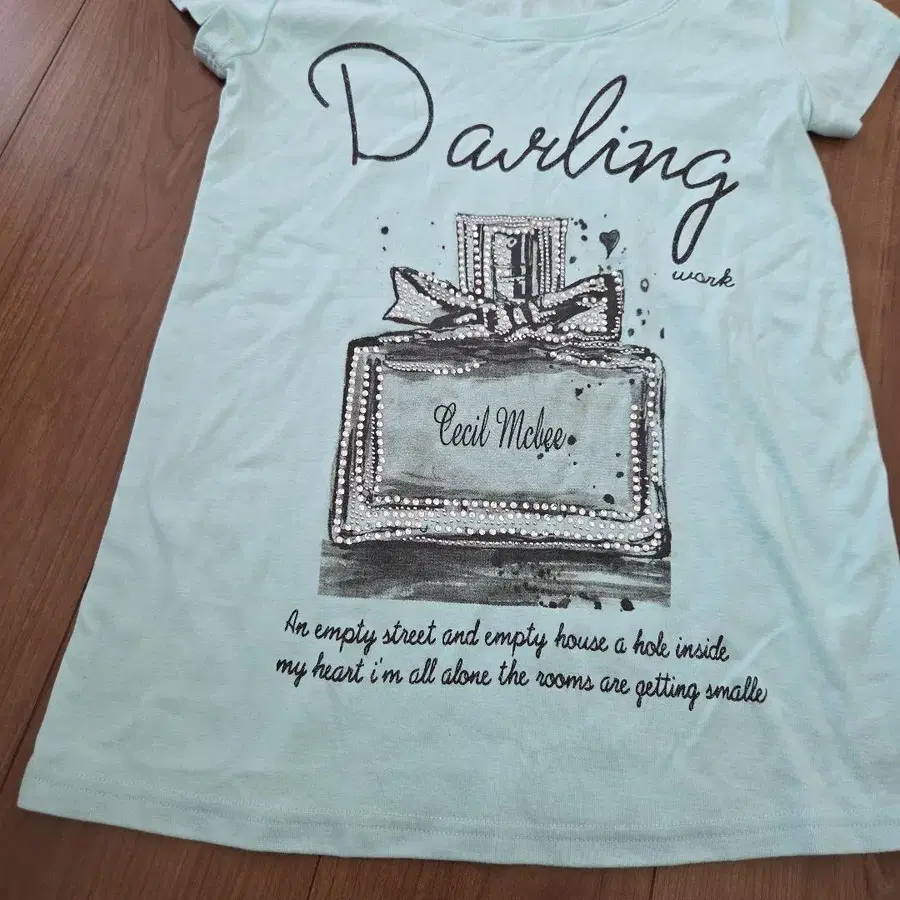 Darling
work
Cecil Mcbee
An empty street and empty house a hole inside
my heart i'm all alone the rooms are getting smalle